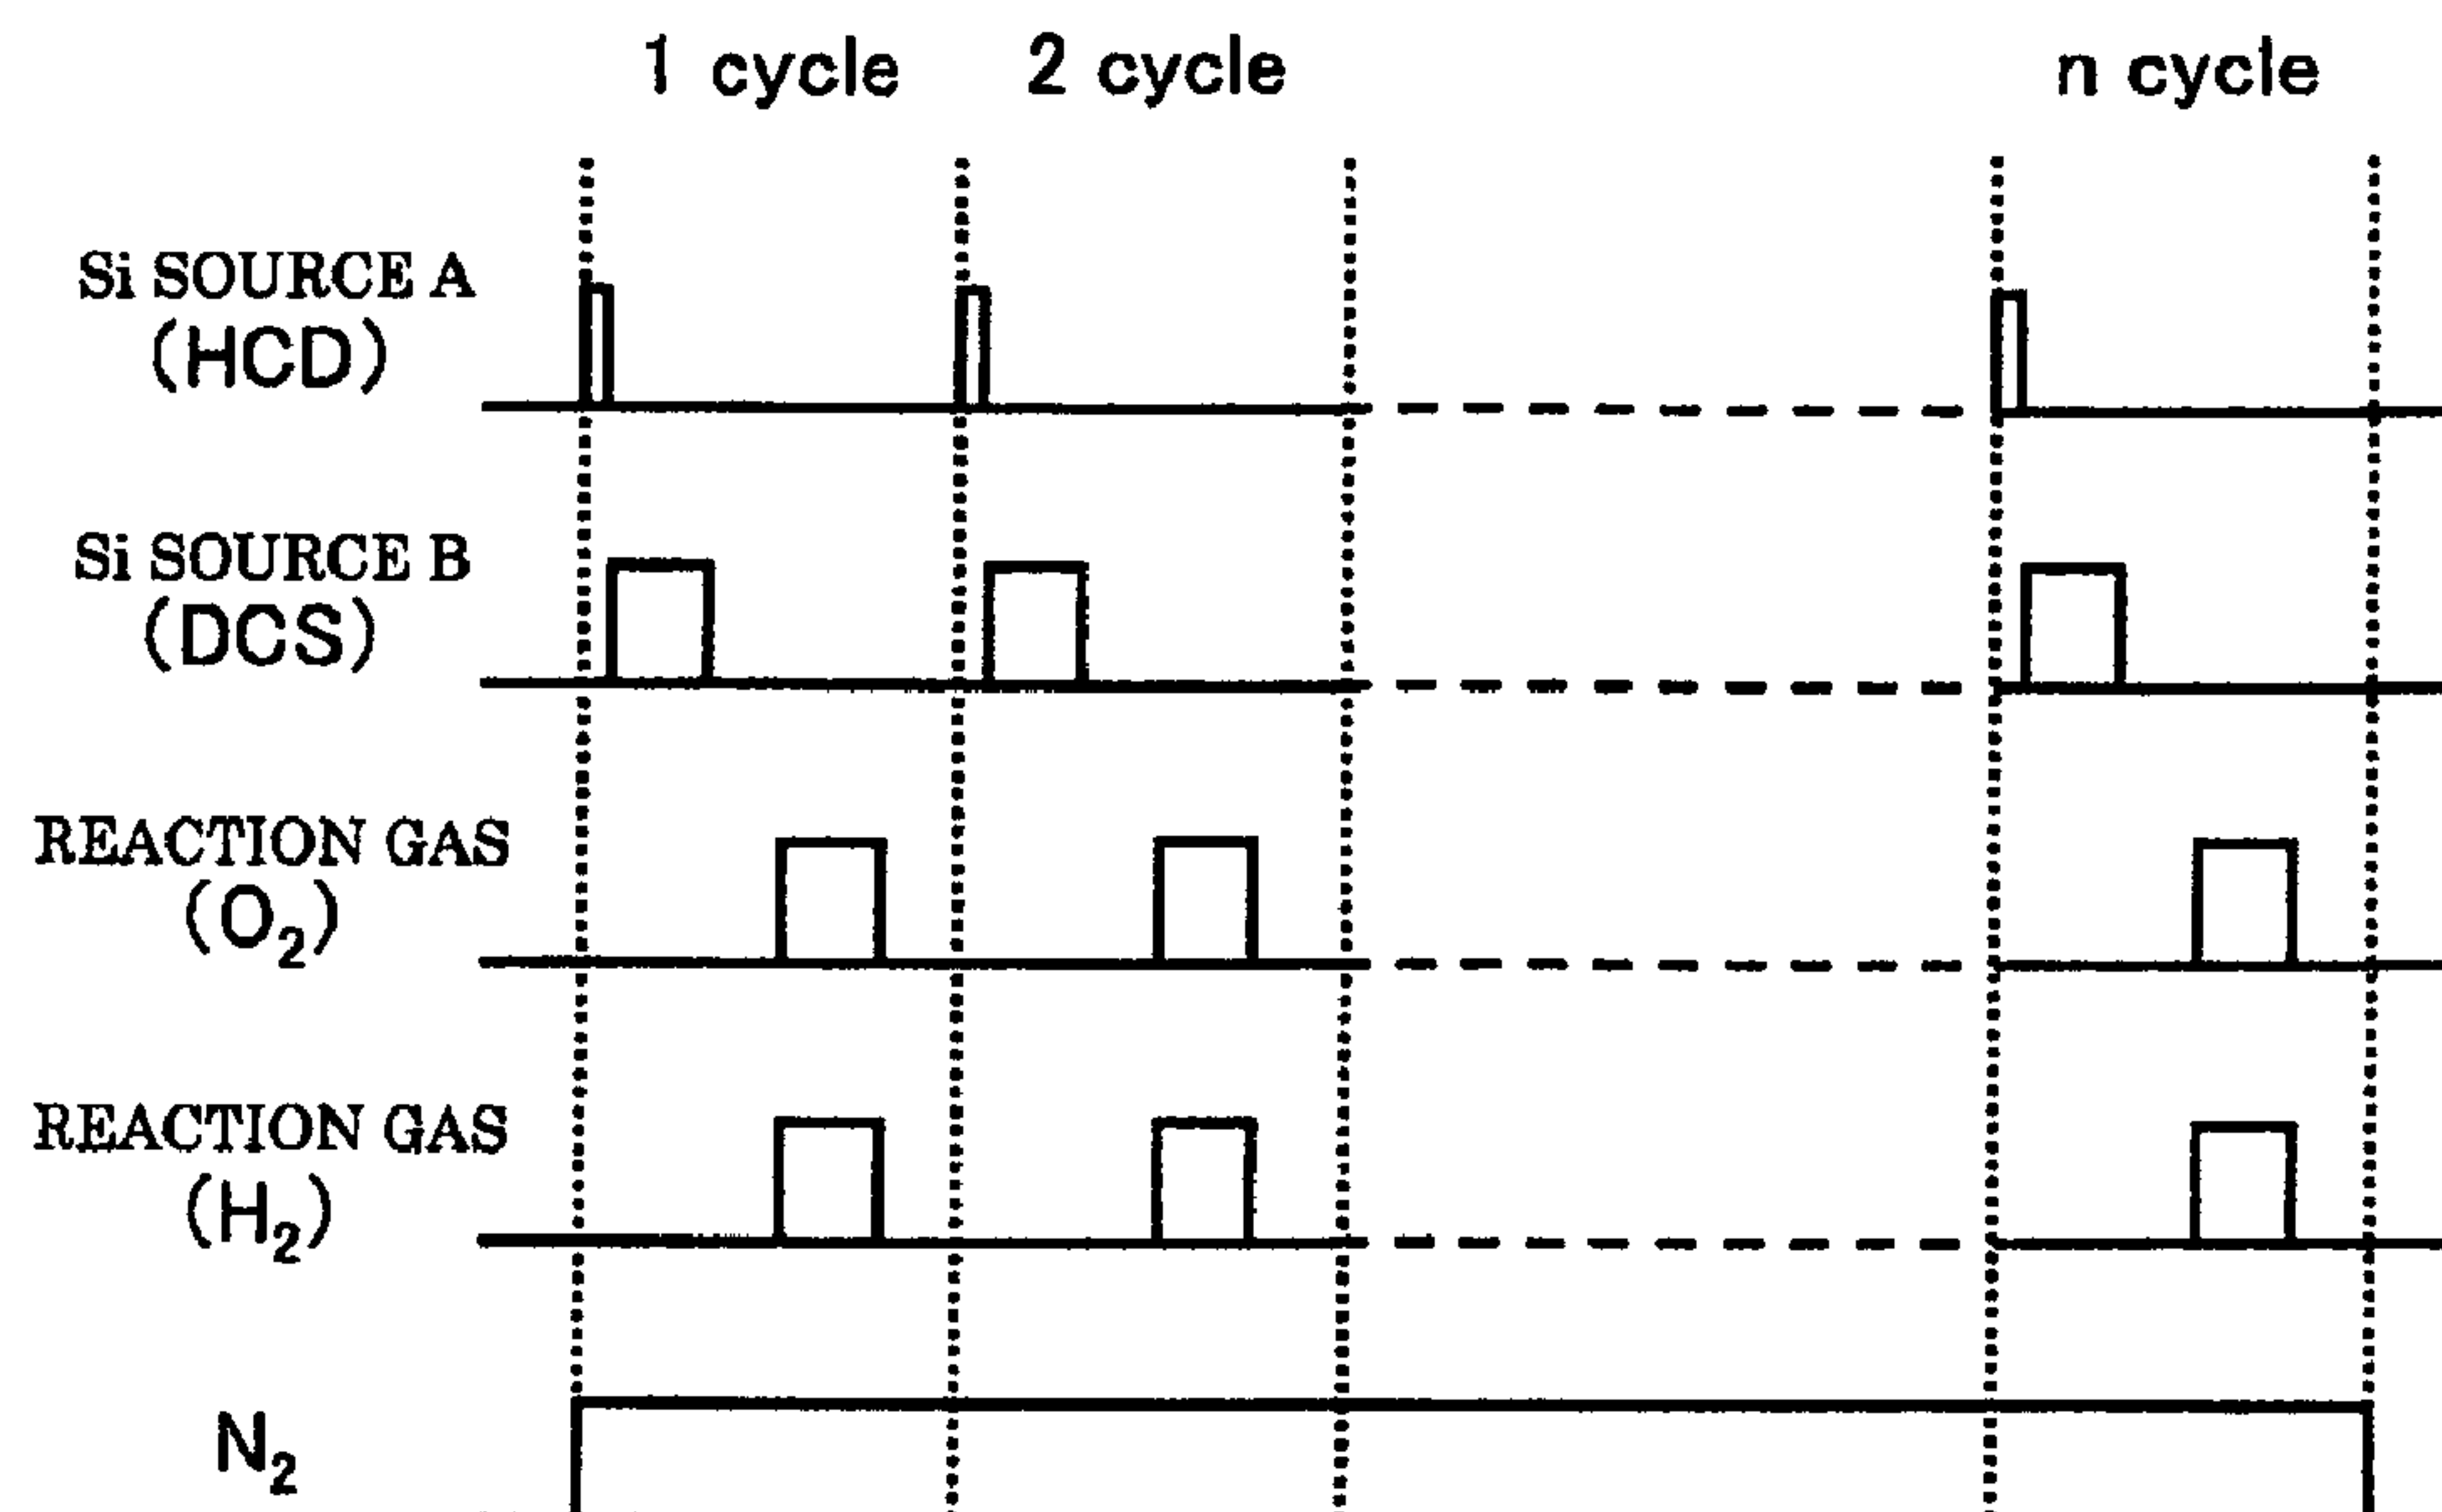 1 cycle 2 cycle n cycle
Si SOURCE A
(HCD)
Si SOURCE B
(DCS)
REACTION GAS
(O₂)
REACTION GAS
(H₂)
N₂